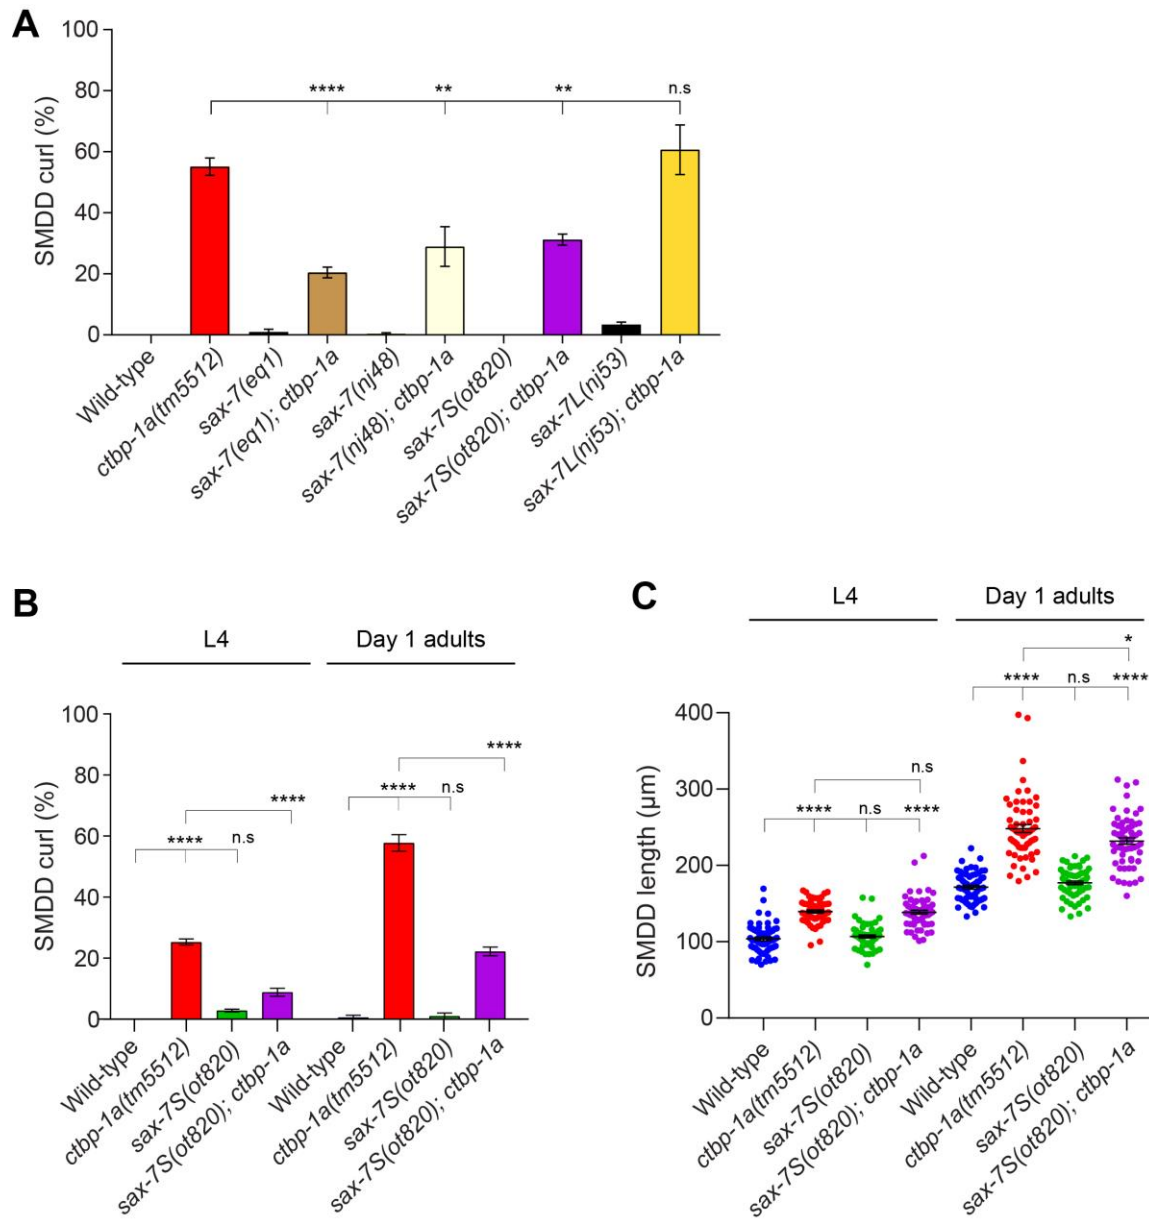 A
100
80
60
40
20
0
SMDD curl (%)
**** ** ** n.s
Wild-type
ctbp-1a(tm5512)
sax-7(eq1)
sax-7(eq1); ctbp-1a
sax-7(nj48)
sax-7(nj48); ctbp-1a
sax-7S(ot820)
sax-7S(ot820); ctbp-1a
sax-7L(nj53)
sax-7L(nj53); ctbp-1a
B
L4 Day 1 adults
100
80
60
40
20
0
SMDD curl (%)
****
**** n.s
****
**** n.s
Wild-type
ctbp-1a(tm5512)
sax-7S(ot820)
sax-7S(ot820); ctbp-1a
Wild-type
ctbp-1a(tm5512)
sax-7S(ot820)
sax-7S(ot820); ctbp-1a
C
L4 Day 1 adults
400
300
200
100
0
SMDD length (µm)
n.s
**** n.s ****
*
**** n.s ****
Wild-type
ctbp-1a(tm5512)
sax-7S(ot820)
sax-7S(ot820); ctbp-1a
Wild-type
ctbp-1a(tm5512)
sax-7S(ot820)
sax-7S(ot820); ctbp-1a